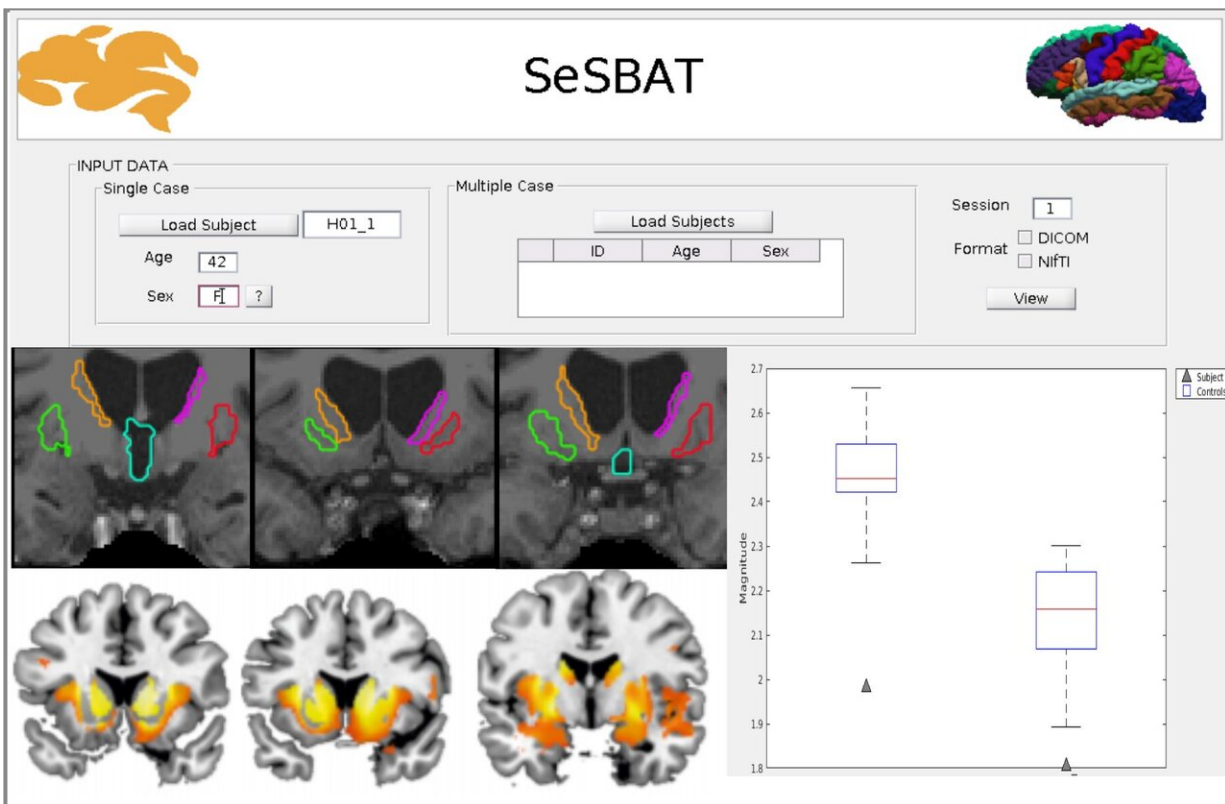 SeSBAT
INPUT DATA
Single Case
Load Subject H01_1
Age 42
Sex F ?
Multiple Case
Load Subjects
ID Age Sex
Session 1
Format DICOM
NIfTI
View
Subject
Controls
Magnitude
2.7
2.6
2.5
2.4
2.3
2.2
2.1
2
1.9
1.8